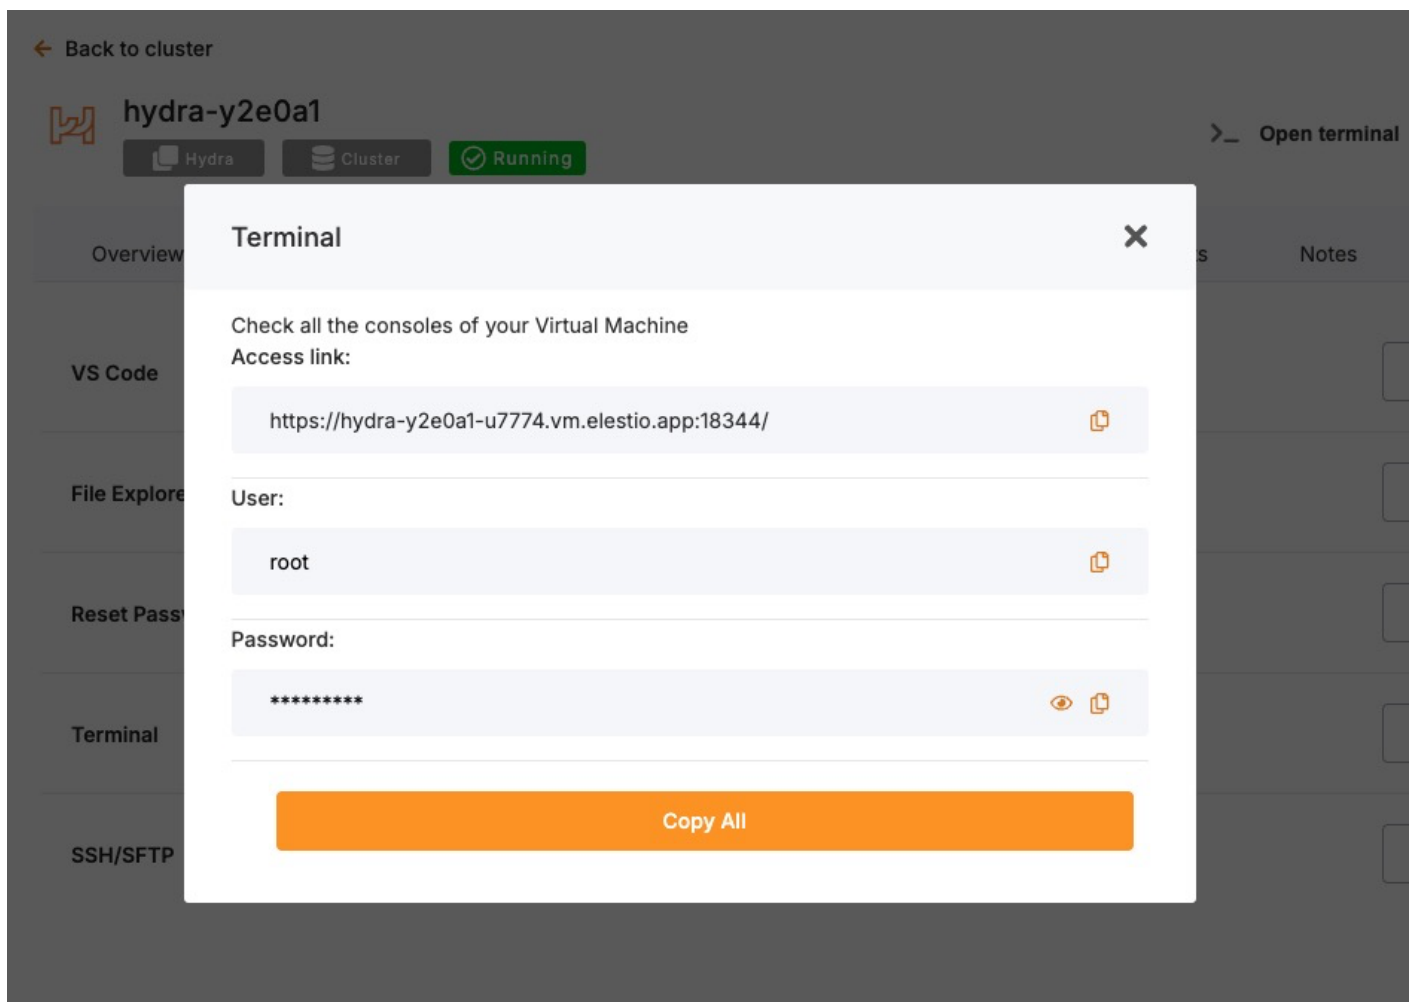 Back to cluster
hydra-y2e0a1
Hydra
Cluster
Running
Open terminal
Terminal
Overview
Notes
Check all the consoles of your Virtual Machine
Access link:
VS Code
https://hydra-y2e0a1-u7774.vm.elestio.app:18344/
File Explore
User:
root
Reset Pass
Password:
*********
Terminal
Copy All
SSH/SFTP